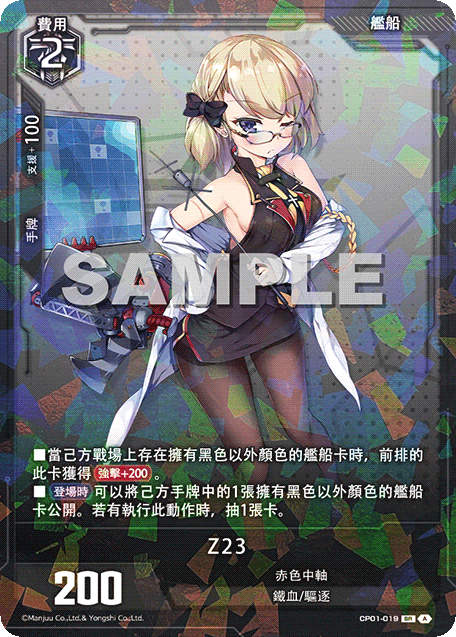 費用
2
艦船
支援+100
手牌
SAMPLE
■當己方戰場上存在擁有黑色以外顏色的艦船卡時，前排的
此卡獲得 強擊+200 。
■ 登場時 可以將己方手牌中的1張擁有黑色以外顏色的艦船
卡公開。若有執行此動作時，抽1張卡。
Z23
200
赤色中軸
鐵血/驅逐
©Manjuu Co.,Ltd.& Yongshi Co.,Ltd.
CP01-019 SR A